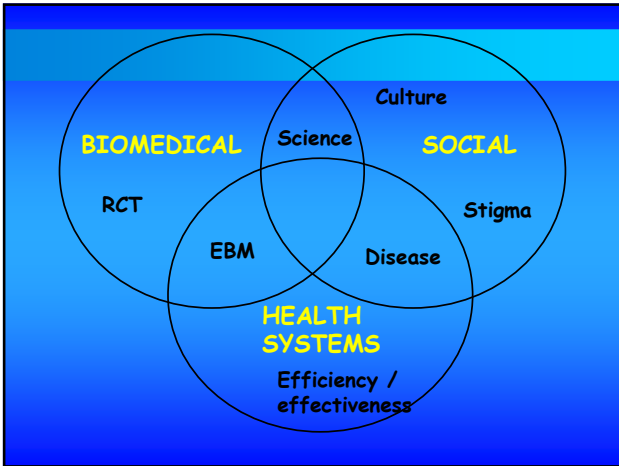 Culture
BIOMEDICAL
Science
SOCIAL
RCT
Stigma
EBM
Disease
HEALTH
SYSTEMS
Efficiency /
effectiveness